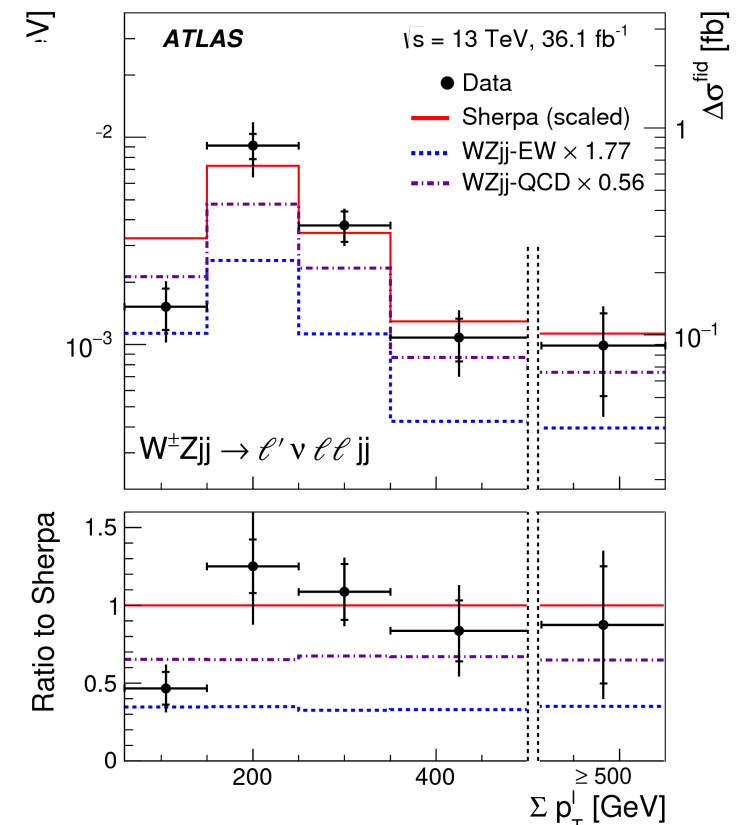 eV]
ATLAS
√s = 13 TeV, 36.1 fb⁻¹
Δσ^fid. [fb]
Data
Sherpa (scaled)
WZjj-EW × 1.77
WZjj-QCD × 0.56
−2
1
10⁻³
10⁻¹
W±Zjj → ℓ′ ν ℓ ℓ jj
Ratio to Sherpa
1.5
1
0.5
0
200
400
≥ 500
Σ p_T^l [GeV]